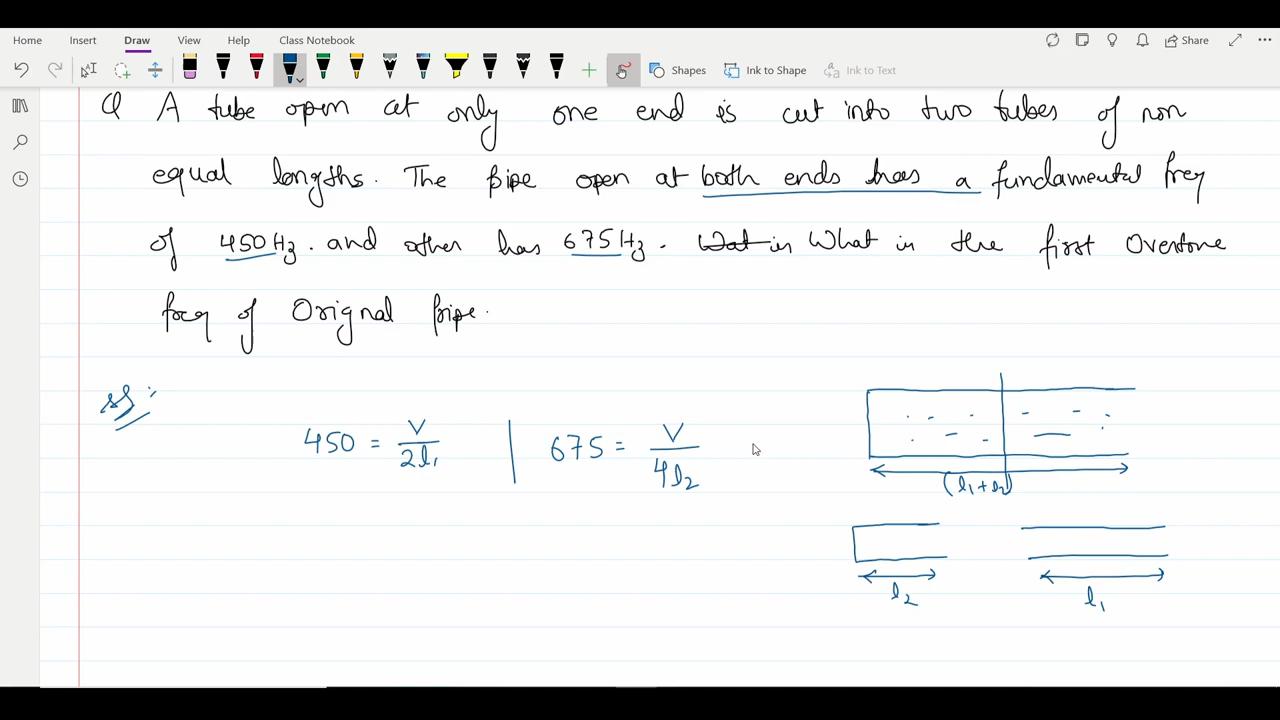 Home Insert Draw View Help Class Notebook Share
Shapes Ink to Shape Ink to Text
Q A tube open at only one end is cut into two tubes of non
equal lengths. The pipe open at both ends has a fundamental freq
of 450Hz. and other has 675Hz. Wat is What is the first Overtone
freq of Orignal pipe.
450 = V/2l₁ | 675 = V/4l₂
(l₁+l₂)
l₂ l₁